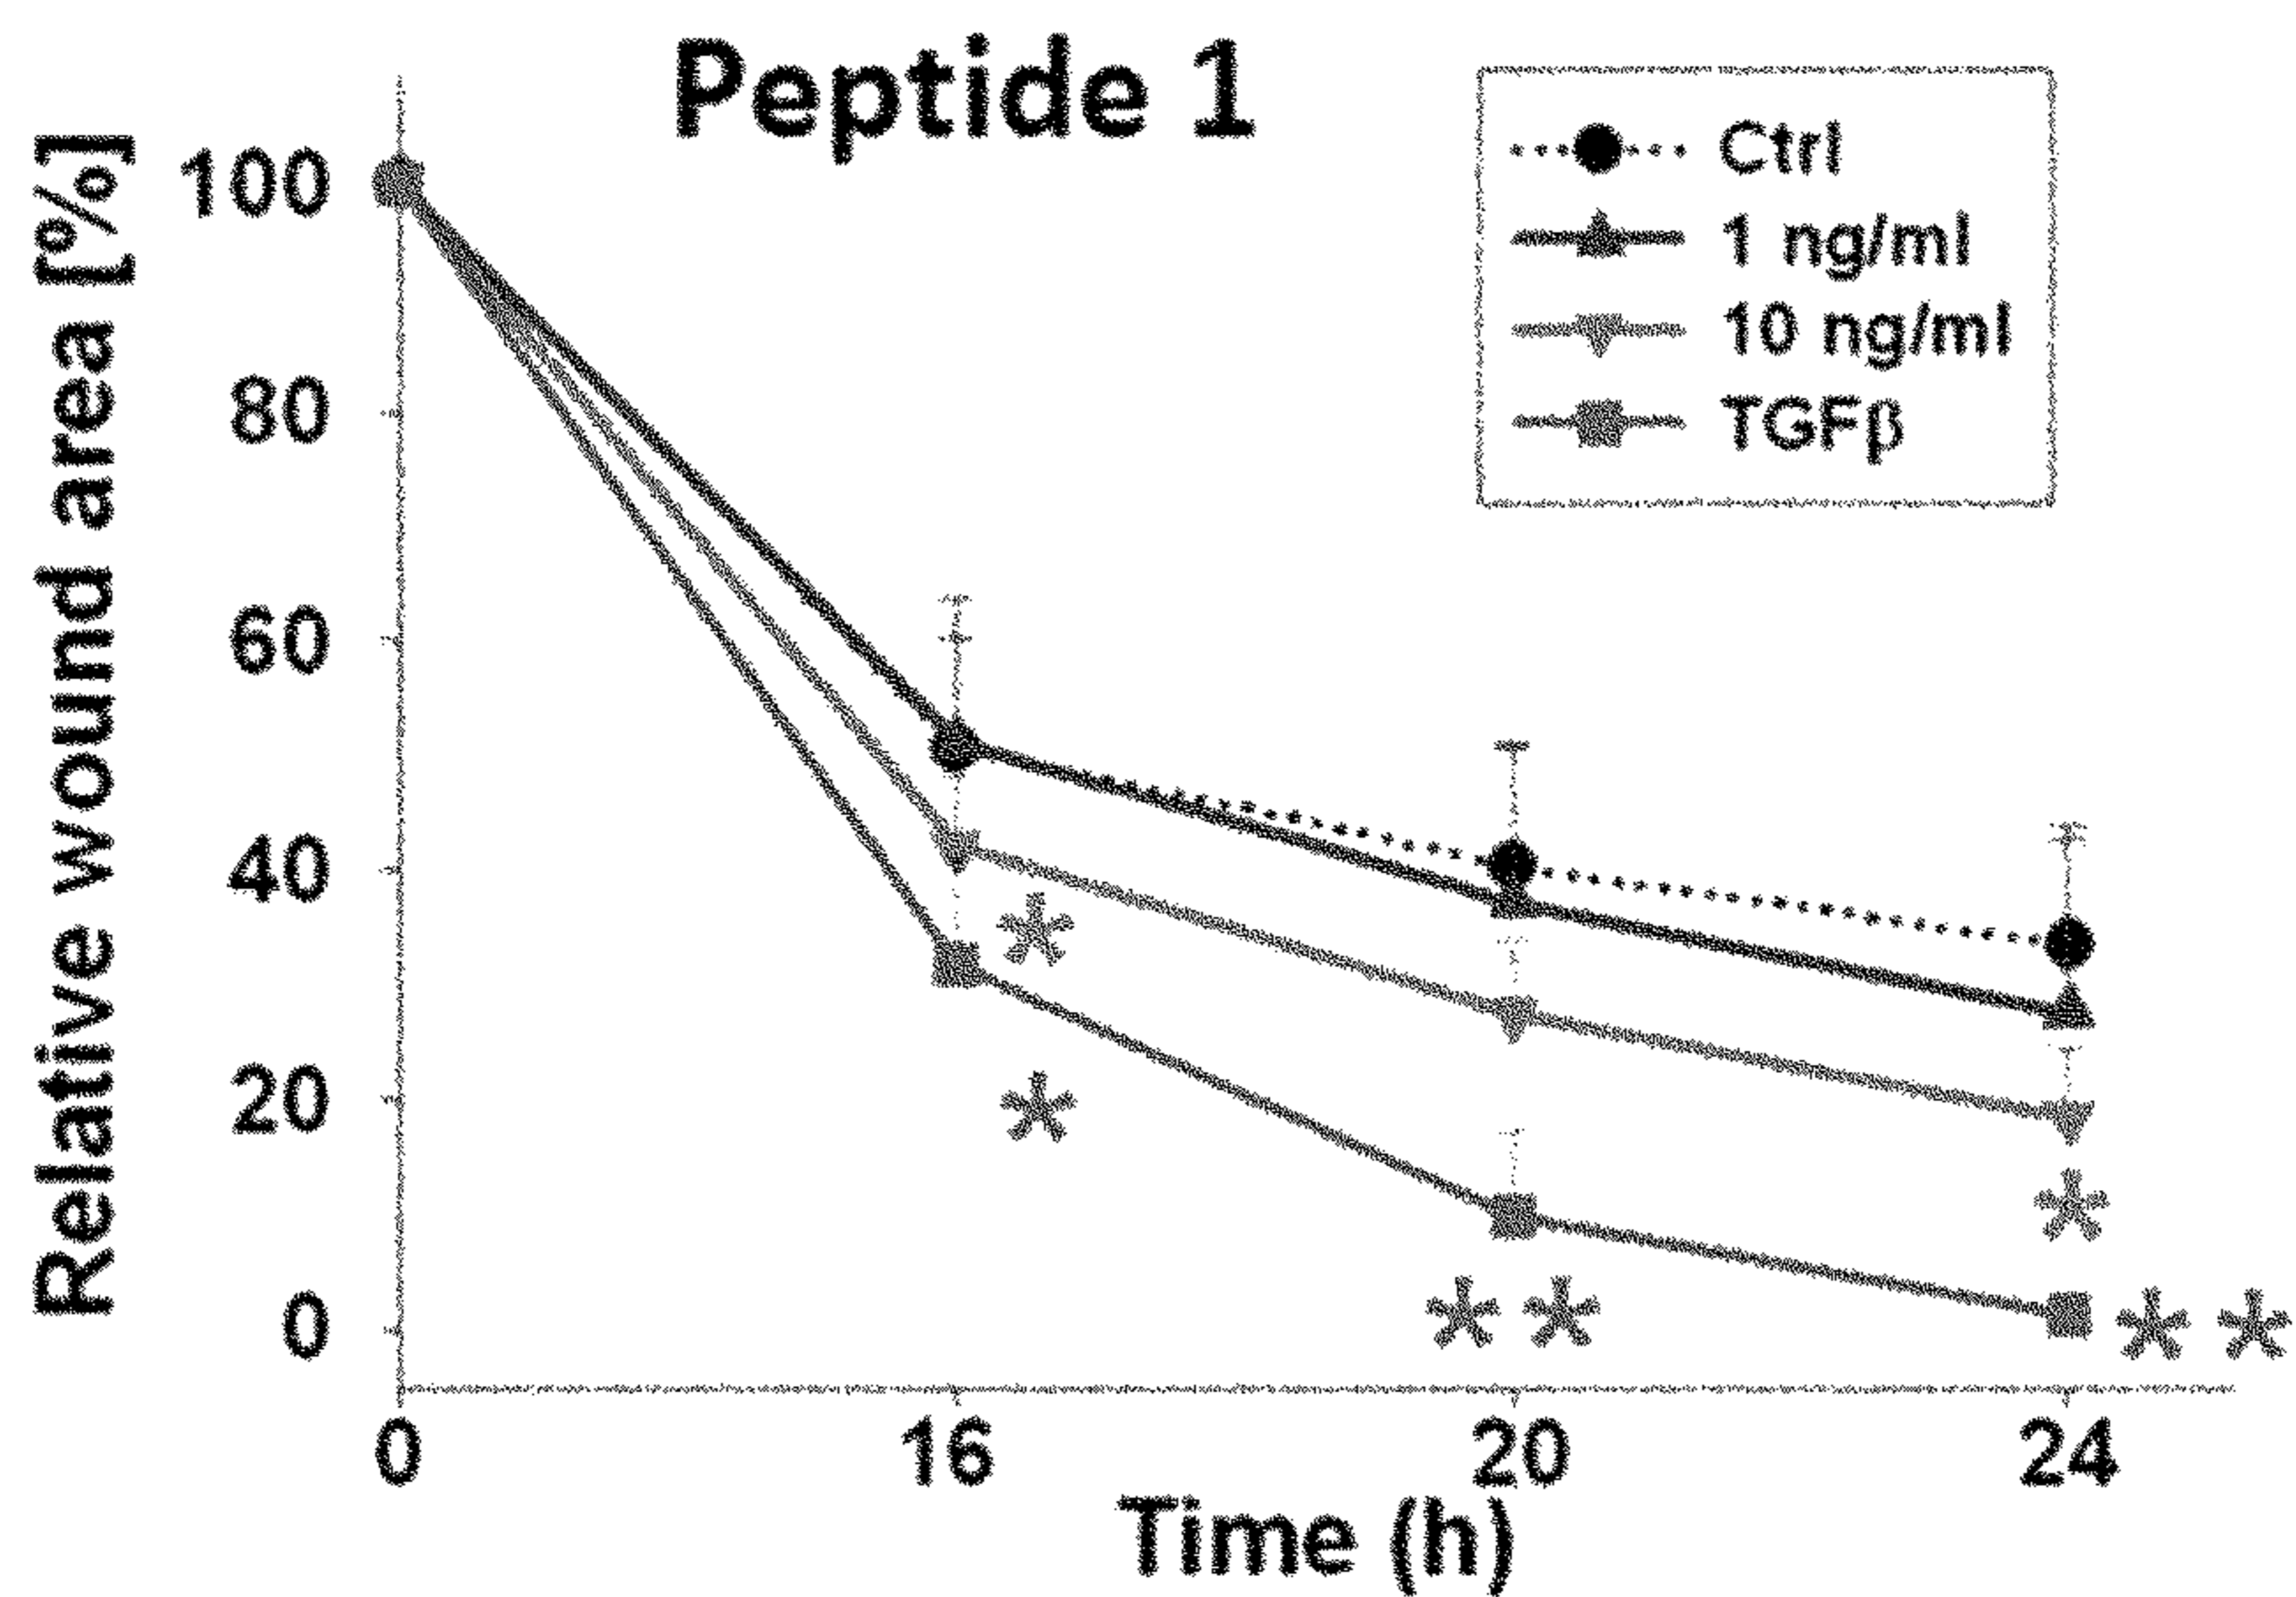 Peptide 1
Relative wound area [%]
100
80
60
40
20
0
Ctrl
1 ng/ml
10 ng/ml
TGFβ
*
*
* *
*
* *
0 16 20 24
Time (h)